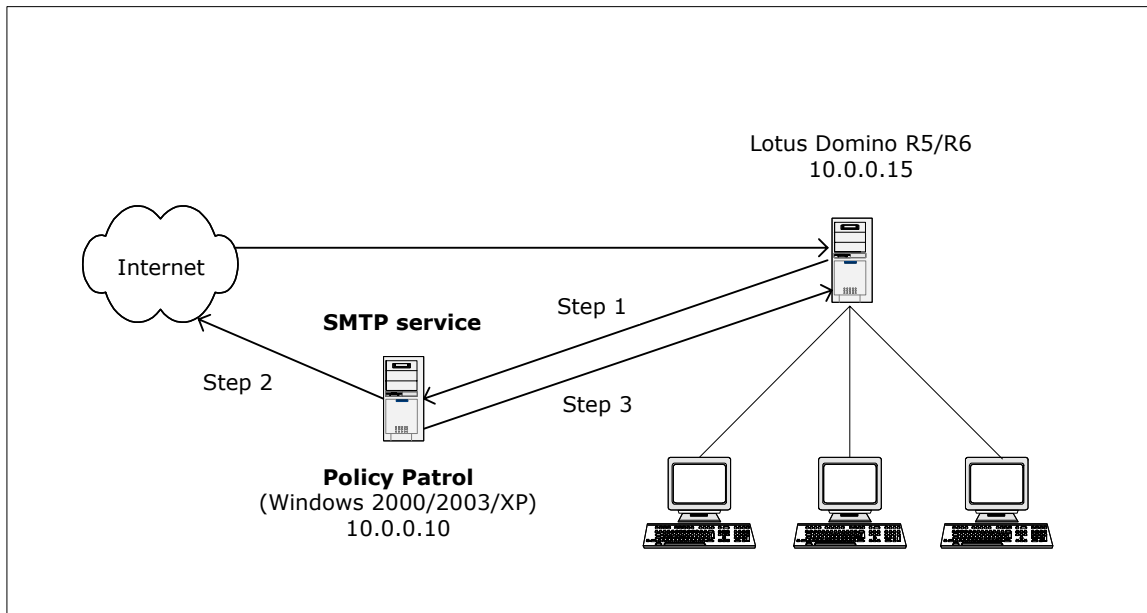 Lotus Domino R5/R6
10.0.0.15
Internet
Step 1
SMTP service
Step 2
Step 3
Policy Patrol
(Windows 2000/2003/XP)
10.0.0.10